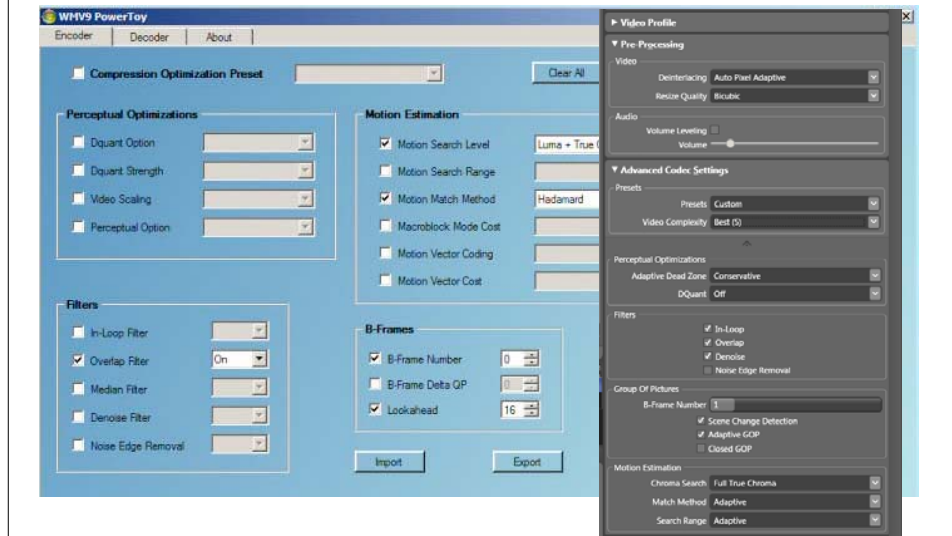 WMV9 PowerToy
Encoder Decoder About
Compression Optimization Preset Clear All
Perceptual Optimizations
Dquant Option
Dquant Strength
Video Scaling
Perceptual Option
Motion Estimation
Motion Search Level Luma + True
Motion Search Range
Motion Match Method Hadamard
Macroblock Mode Cost
Motion Vector Coding
Motion Vector Cost
Filters
In-Loop Filter
Overlap Filter On
Median Filter
Denoise Filter
Noise Edge Removal
B-Frames
B-Frame Number 0
B-Frame Delta QP 0
Lookahead 16
Import Export
Video Profile
Pre-Processing
Video
Deinterlacing Auto Pixel Adaptive
Resize Quality Bicubic
Audio
Volume Leveling
Volume
Advanced Codec Settings
Presets
Presets Custom
Video Complexity Best (5)
Perceptual Optimizations
Adaptive Dead Zone Conservative
DQuant Off
Filters
In-Loop
Overlap
Denoise
Noise Edge Removal
Group Of Pictures
B-Frame Number 1
Scene Change Detection
Adaptive GOP
Closed GOP
Motion Estimation
Chroma Search Full True Chroma
Match Method Adaptive
Search Range Adaptive